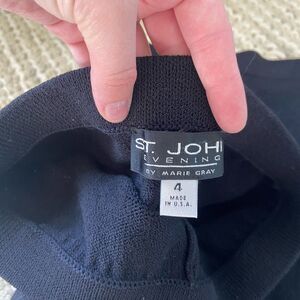 ST. JOH
EVENING
BY MARIE GRAY
4
MADE
IN U.S.A.